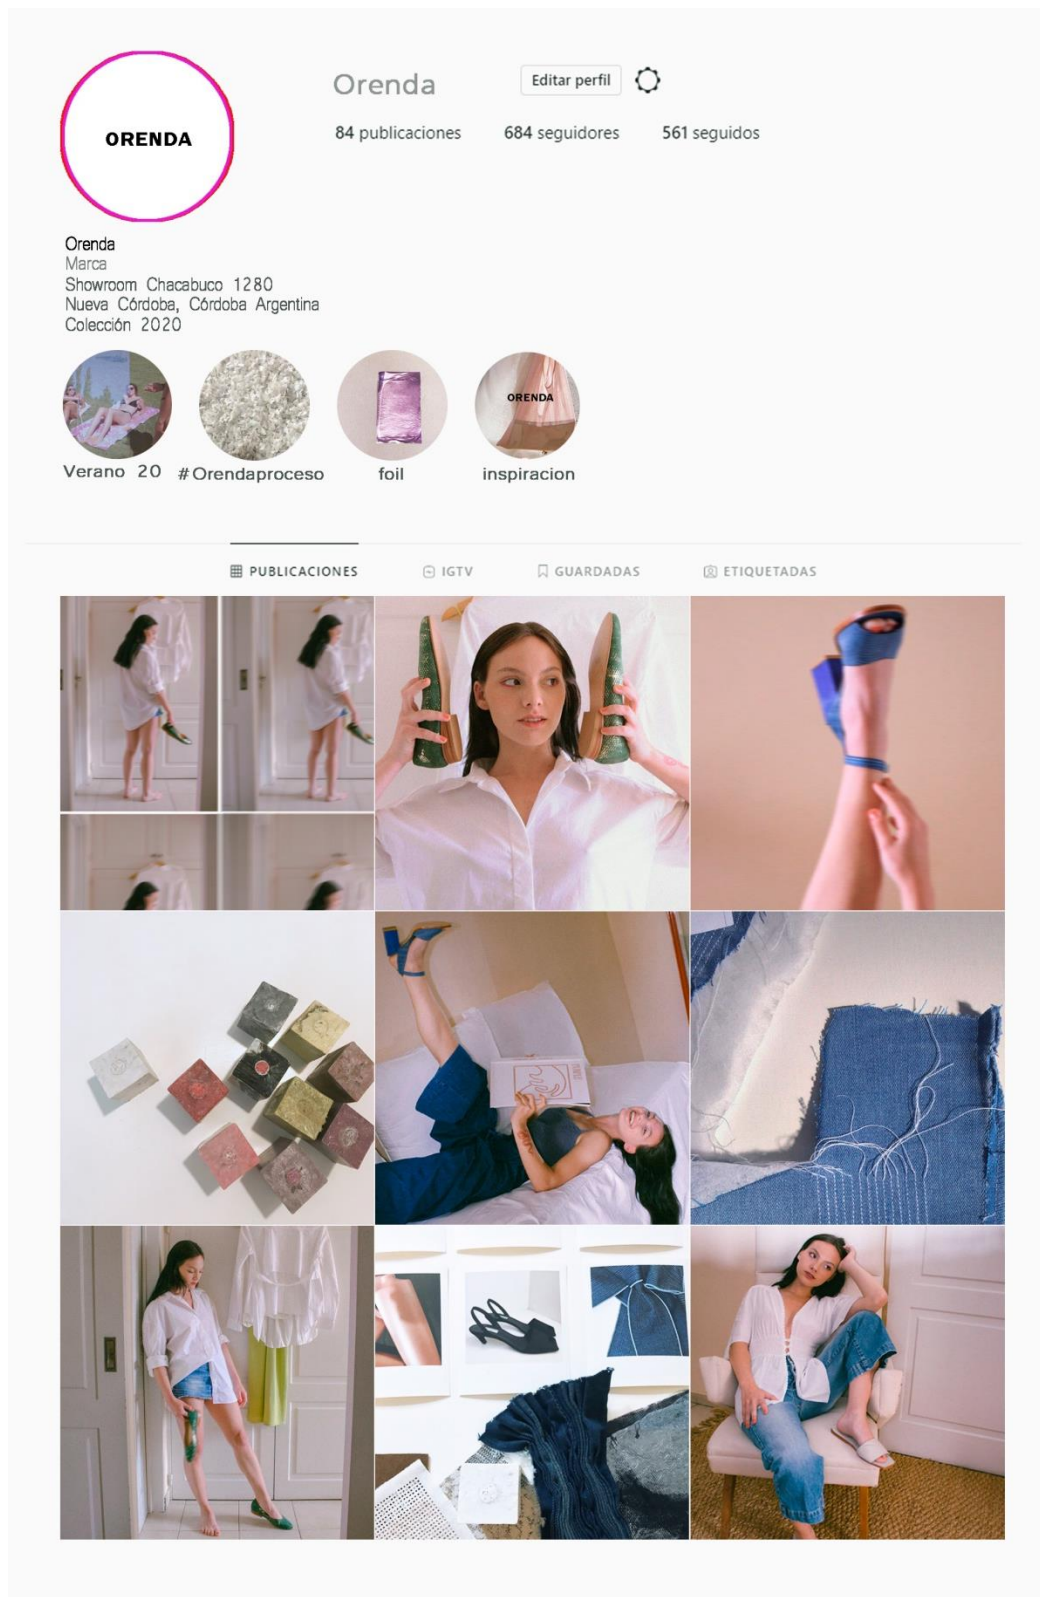 ORENDA
Orenda
Editar perfil
84 publicaciones 684 seguidores 561 seguidos
Orenda
Marca
Showroom Chacabuco 1280
Nueva Córdoba, Córdoba Argentina
Colección 2020
ORENDA
Verano 20 #Orendaproceso foil inspiracion
PUBLICACIONES IGTV GUARDADAS ETIQUETADAS